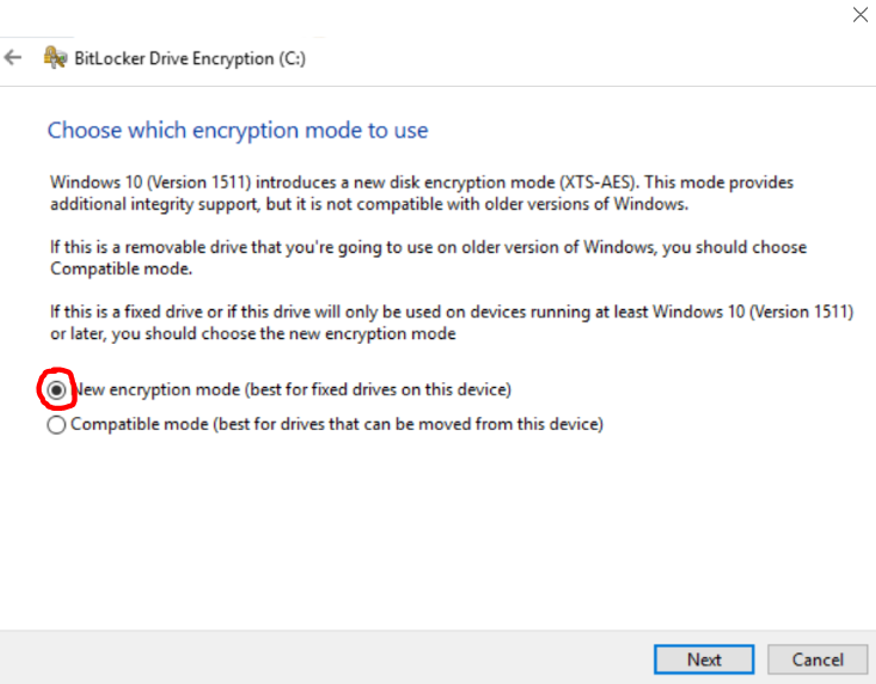 BitLocker Drive Encryption (C:)
Choose which encryption mode to use
Windows 10 (Version 1511) introduces a new disk encryption mode (XTS-AES). This mode provides
additional integrity support, but it is not compatible with older versions of Windows.
If this is a removable drive that you're going to use on older version of Windows, you should choose
Compatible mode.
If this is a fixed drive or if this drive will only be used on devices running at least Windows 10 (Version 1511)
or later, you should choose the new encryption mode
New encryption mode (best for fixed drives on this device)
Compatible mode (best for drives that can be moved from this device)
Next Cancel